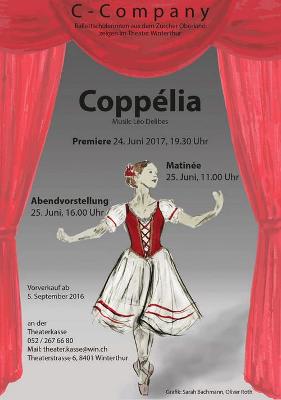 C-Company
Ballettschülerinnen aus dem Zürcher Oberland
zeigen im Theater Winterthur
Coppélia
Musik: Léo Delibes
Premiere 24. Juni 2017, 19.30 Uhr
Matinée
25. Juni, 11.00 Uhr
Abendvorstellung
25. Juni, 16.00 Uhr
Vorverkauf ab
5. September 2016
an der
Theaterkasse
052 / 267 66 80
Mail: theater.kasse@win.ch
Theaterstrasse 6, 8401 Winterthur
Grafik: Sarah Bachmann, Olivier Roth